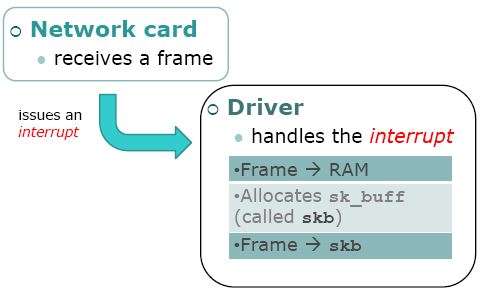 Network card
receives a frame
issues an
interrupt
Driver
handles the interrupt
•Frame → RAM
•Allocates sk_buff
(called skb)
•Frame → skb